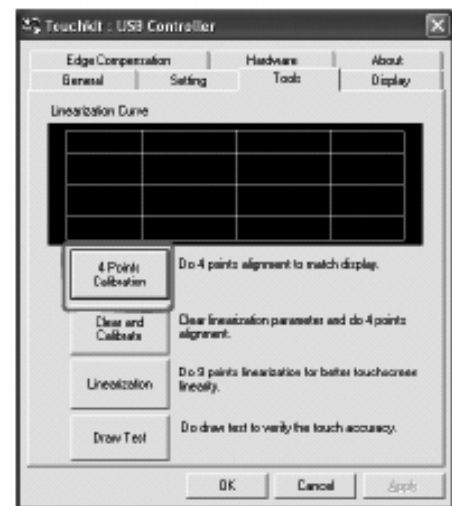 Touchkit : USB Controller
Edge Compensation Hardware About
General Setting Tools Display
Linearization Curve
4 Points
Calibration
Do 4 points alignment to match display.
Clear and
Calibrate
Clear linearization parameter and do 4 points
alignment.
Linearization
Do 9 points linearization for better touchscreen
linearity.
Draw Test
Do draw test to verify the touch accuracy.
OK Cancel Apply